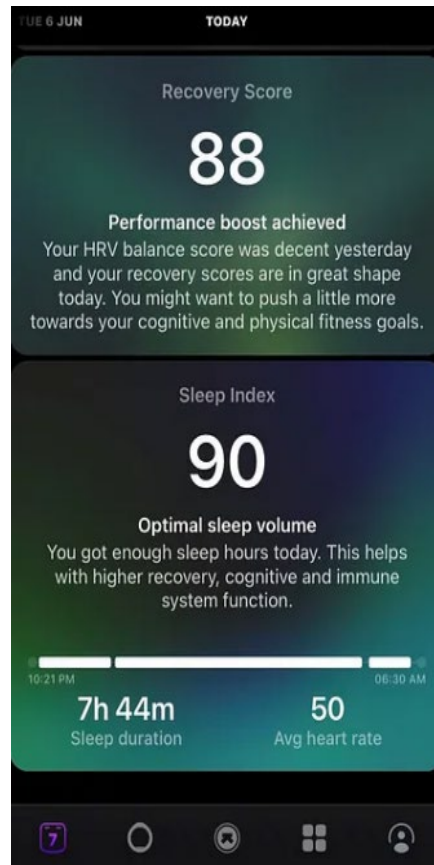 TUE 6 JUN TODAY
Recovery Score
88
Performance boost achieved
Your HRV balance score was decent yesterday
and your recovery scores are in great shape
today. You might want to push a little more
towards your cognitive and physical fitness goals.
Sleep Index
90
Optimal sleep volume
You got enough sleep hours today. This helps
with higher recovery, cognitive and immune
system function.
10:21 PM 06:30 AM
7h 44m 50
Sleep duration Avg heart rate
7